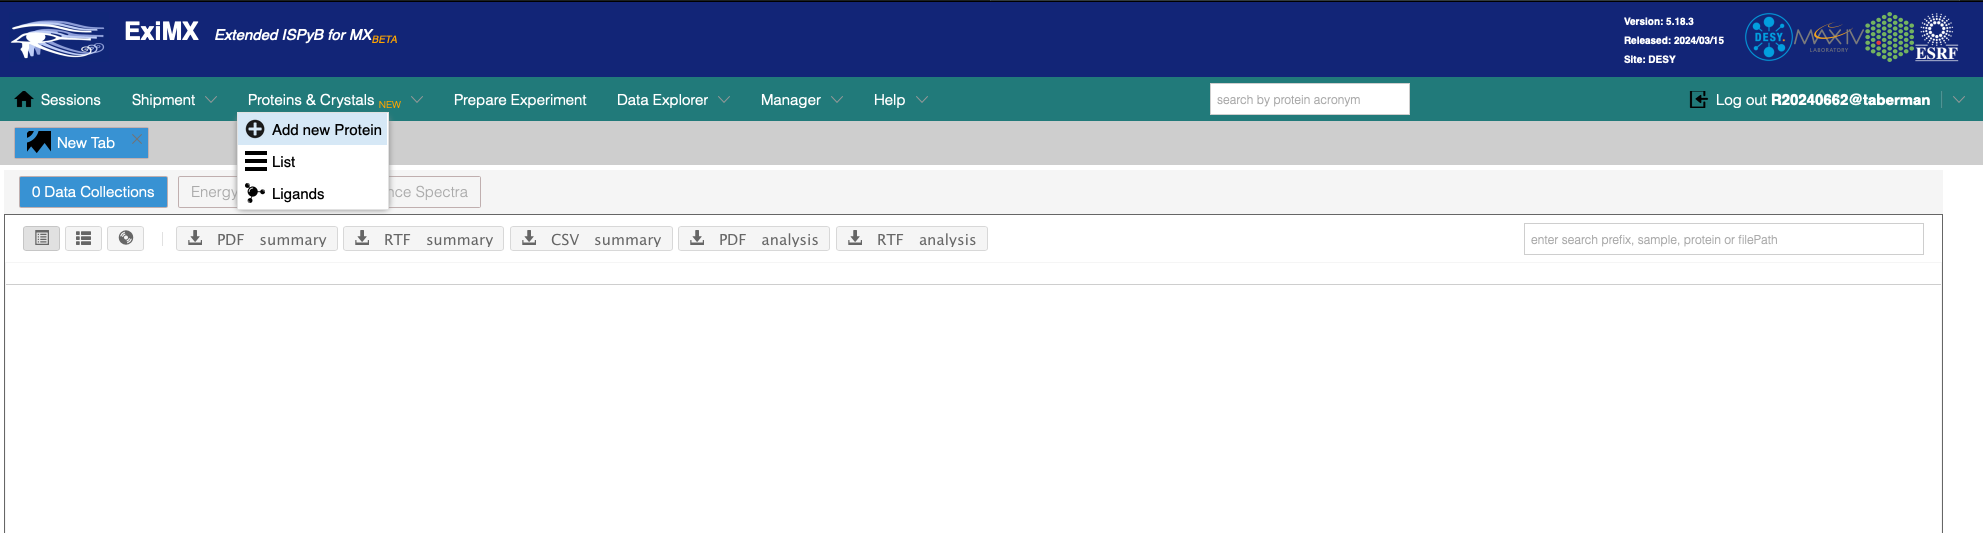 ExiMX Extended ISPyB for MX BETA
Version: 5.18.3
Released: 2024/03/15
Site: DESY
DESY.
MAXIV
LABORATORY
ESRF
Sessions Shipment Proteins & Crystals NEW Prepare Experiment Data Explorer Manager Help search by protein acronym Log out R20240662@taberman
New Tab
Add new Protein
List
Ligands
0 Data Collections Energy nce Spectra
PDF summary RTF summary CSV summary PDF analysis RTF analysis enter search prefix, sample, protein or filePath